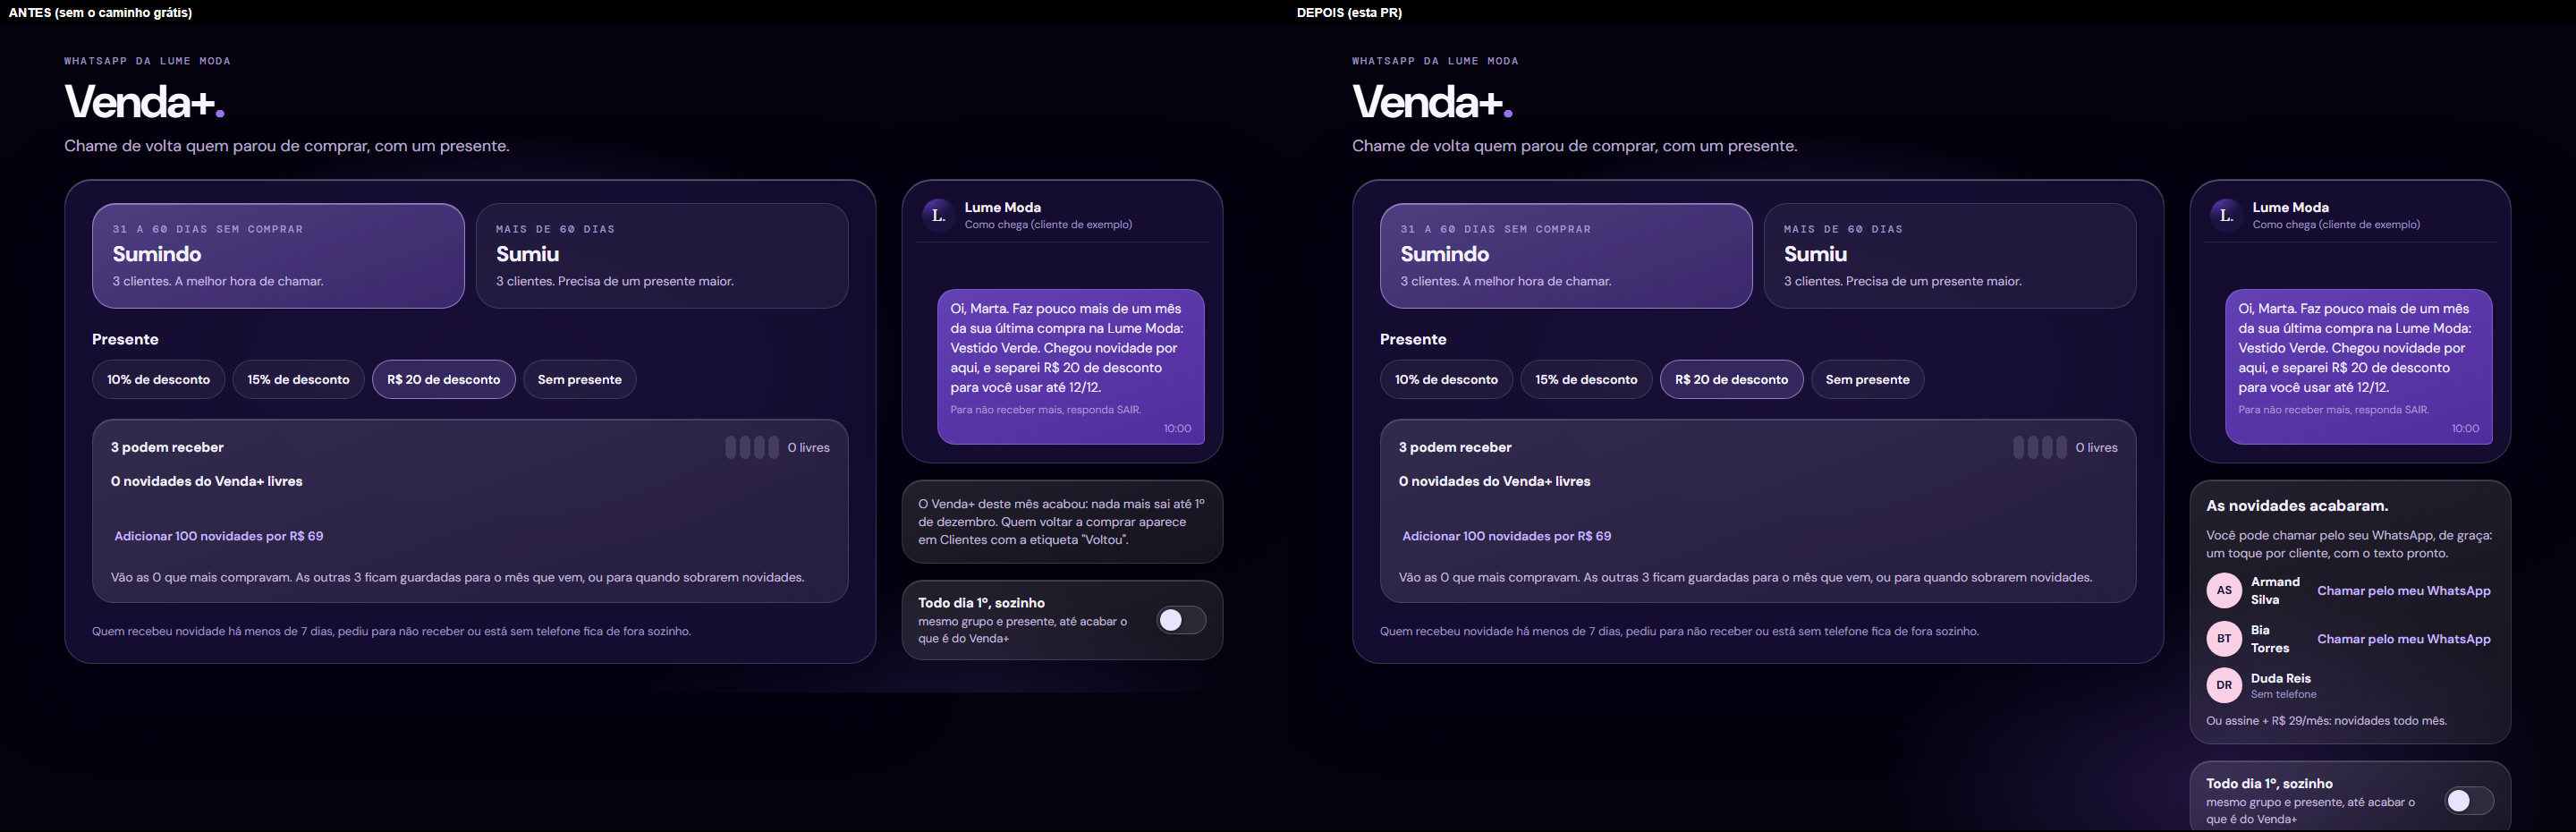 ANTES (sem o caminho grátis)
WHATSAPP DA LUME MODA
Venda+.
Chame de volta quem parou de comprar, com um presente.
31 A 60 DIAS SEM COMPRAR
Sumindo
3 clientes. A melhor hora de chamar.
MAIS DE 60 DIAS
Sumiu
3 clientes. Precisa de um presente maior.
Presente
10% de desconto
15% de desconto
R$ 20 de desconto
Sem presente
3 podem receber
0 livres
0 novidades do Venda+ livres
Adicionar 100 novidades por R$ 69
Vão as 0 que mais compravam. As outras 3 ficam guardadas para o mês que vem, ou para quando sobrarem novidades.
Quem recebeu novidade há menos de 7 dias, pediu para não receber ou está sem telefone fica de fora sozinho.
L.
Lume Moda
Como chega (cliente de exemplo)
Oi, Marta. Faz pouco mais de um mês
da sua última compra na Lume Moda:
Vestido Verde. Chegou novidade por
aqui, e separei R$ 20 de desconto
para você usar até 12/12.
Para não receber mais, responda SAIR.
10:00
O Venda+ deste mês acabou: nada mais sai até 1º
de dezembro. Quem voltar a comprar aparece
em Clientes com a etiqueta "Voltou".
Todo dia 1º, sozinho
mesmo grupo e presente, até acabar o
que é do Venda+
DEPOIS (esta PR)
WHATSAPP DA LUME MODA
Venda+.
Chame de volta quem parou de comprar, com um presente.
31 A 60 DIAS SEM COMPRAR
Sumindo
3 clientes. A melhor hora de chamar.
MAIS DE 60 DIAS
Sumiu
3 clientes. Precisa de um presente maior.
Presente
10% de desconto
15% de desconto
R$ 20 de desconto
Sem presente
3 podem receber
0 livres
0 novidades do Venda+ livres
Adicionar 100 novidades por R$ 69
Vão as 0 que mais compravam. As outras 3 ficam guardadas para o mês que vem, ou para quando sobrarem novidades.
Quem recebeu novidade há menos de 7 dias, pediu para não receber ou está sem telefone fica de fora sozinho.
L.
Lume Moda
Como chega (cliente de exemplo)
Oi, Marta. Faz pouco mais de um mês
da sua última compra na Lume Moda:
Vestido Verde. Chegou novidade por
aqui, e separei R$ 20 de desconto
para você usar até 12/12.
Para não receber mais, responda SAIR.
10:00
As novidades acabaram.
Você pode chamar pelo seu WhatsApp, de graça:
um toque por cliente, com o texto pronto.
AS
Armand
Silva
Chamar pelo meu WhatsApp
BT
Bia
Torres
Chamar pelo meu WhatsApp
DR
Duda Reis
Sem telefone
Ou assine + R$ 29/mês: novidades todo mês.
Todo dia 1º, sozinho
mesmo grupo e presente, até acabar o
que é do Venda+